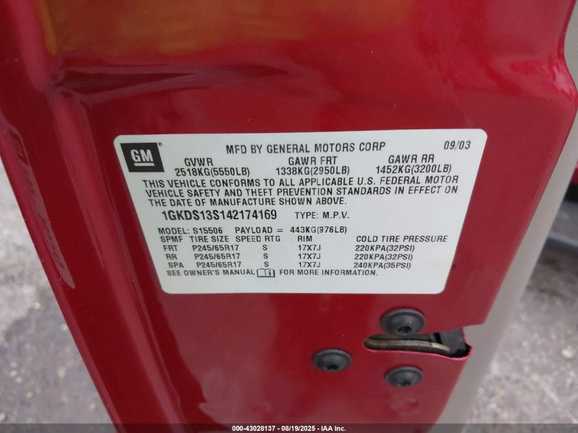 GM
MFD BY GENERAL MOTORS CORP 09/03
GVWR GAWR FRT GAWR RR
2518KG(5550LB) 1338KG(2950LB) 1452KG(3200LB)
THIS VEHICLE CONFORMS TO ALL APPLICABLE U.S. FEDERAL MOTOR
VEHICLE SAFETY AND THEFT PREVENTION STANDARDS IN EFFECT ON
THE DATE OF MANUFACTURE SHOWN ABOVE.
1GKDS13S142174169 TYPE: M.P.V.
MODEL: S15506 PAYLOAD = 443KG(976LB)
SPMF TIRE SIZE SPEED RTG RIM COLD TIRE PRESSURE
FRT P245/65R17 S 17X7J 220KPA(32PSI)
RR P245/65R17 S 17X7J 220KPA(32PSI)
SPA P245/65R17 S 17X7J 240KPA(35PSI)
SEE OWNER'S MANUAL FOR MORE INFORMATION.
000-43028137 - 08/19/2025 - IAA Inc.